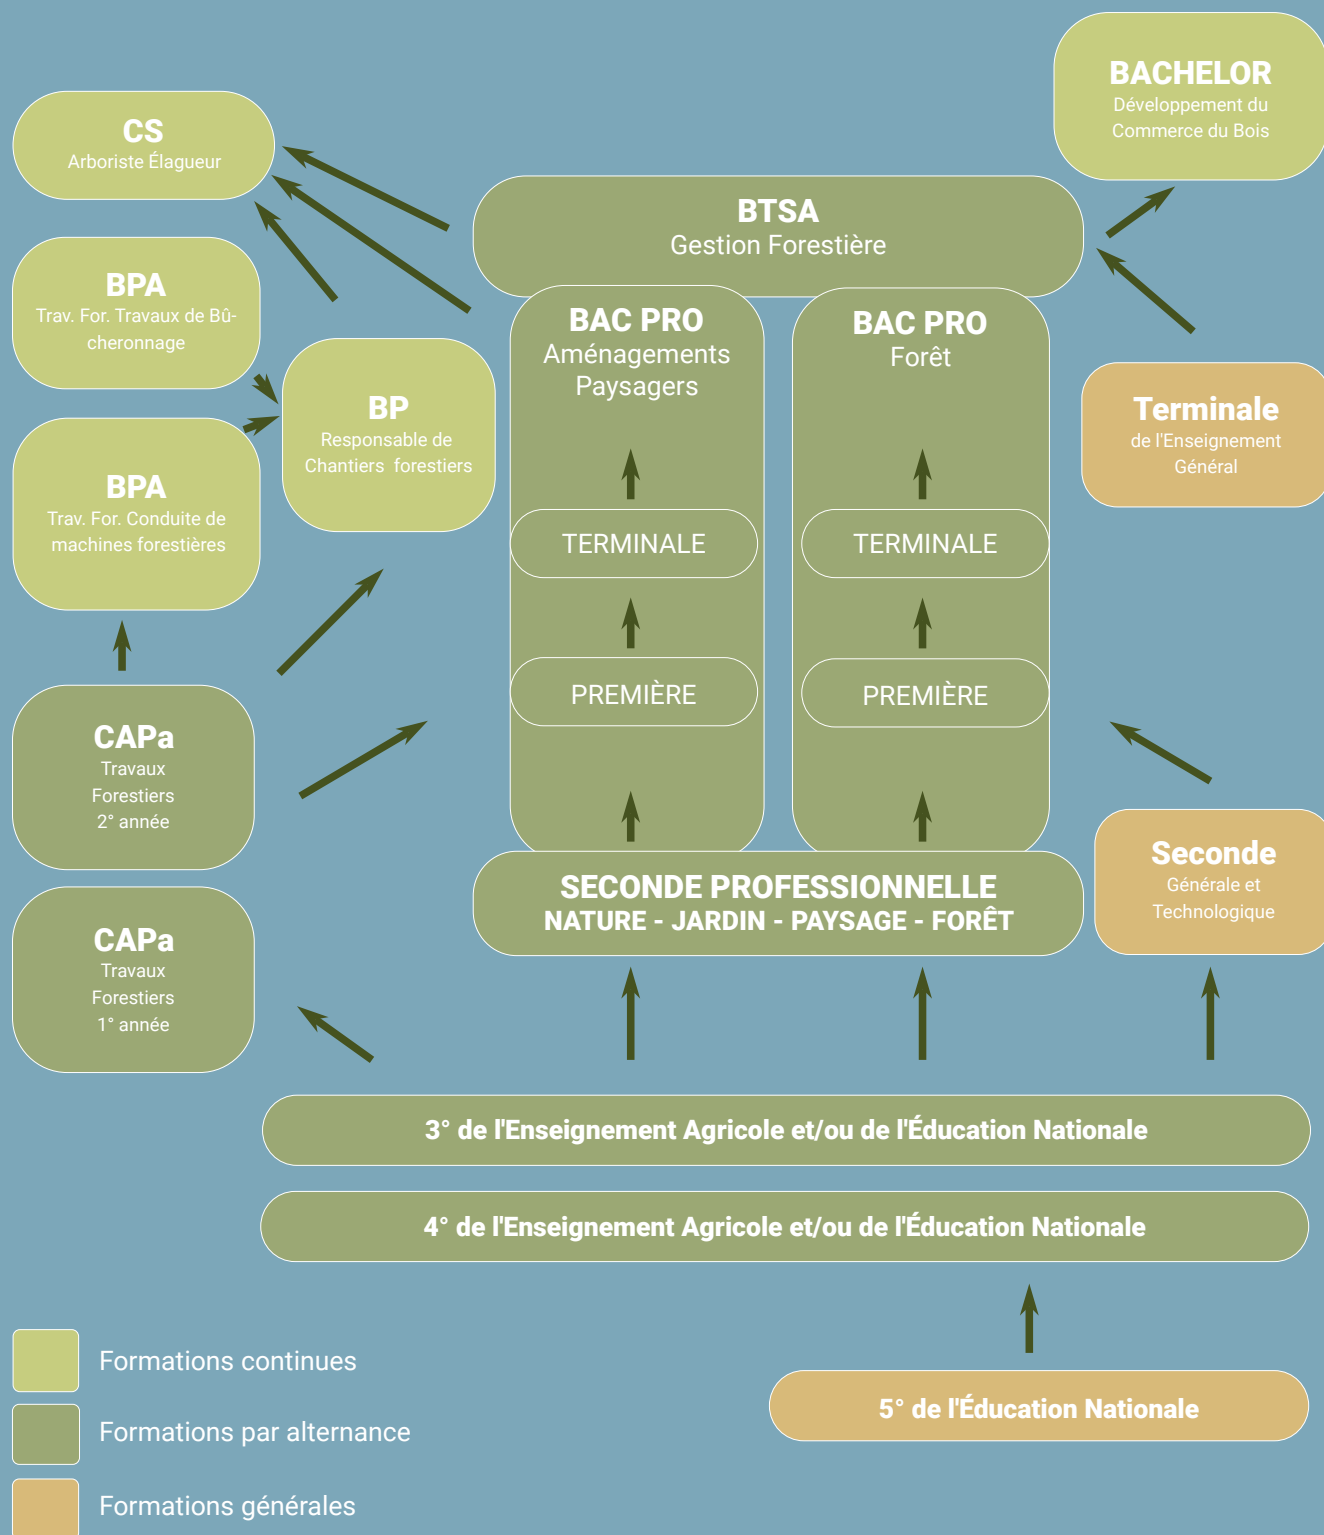 BACHELOR
Développement du
Commerce du Bois
CS
Arboriste Élagueur
BTSA
Gestion Forestière
BPA
Trav. For. Travaux de Bû-
cheronnage
BAC PRO
Aménagements
Paysagers
BAC PRO
Forêt
BP
Responsable de
Chantiers forestiers
Terminale
de l'Enseignement
Général
BPA
Trav. For. Conduite de
machines forestières
TERMINALE
TERMINALE
PREMIÈRE
PREMIÈRE
CAPa
Travaux
Forestiers
2° année
SECONDE PROFESSIONNELLE
NATURE - JARDIN - PAYSAGE - FORÊT
Seconde
Générale et
Technologique
CAPa
Travaux
Forestiers
1° année
3° de l'Enseignement Agricole et/ou de l'Éducation Nationale
4° de l'Enseignement Agricole et/ou de l'Éducation Nationale
5° de l'Éducation Nationale
Formations continues
Formations par alternance
Formations générales